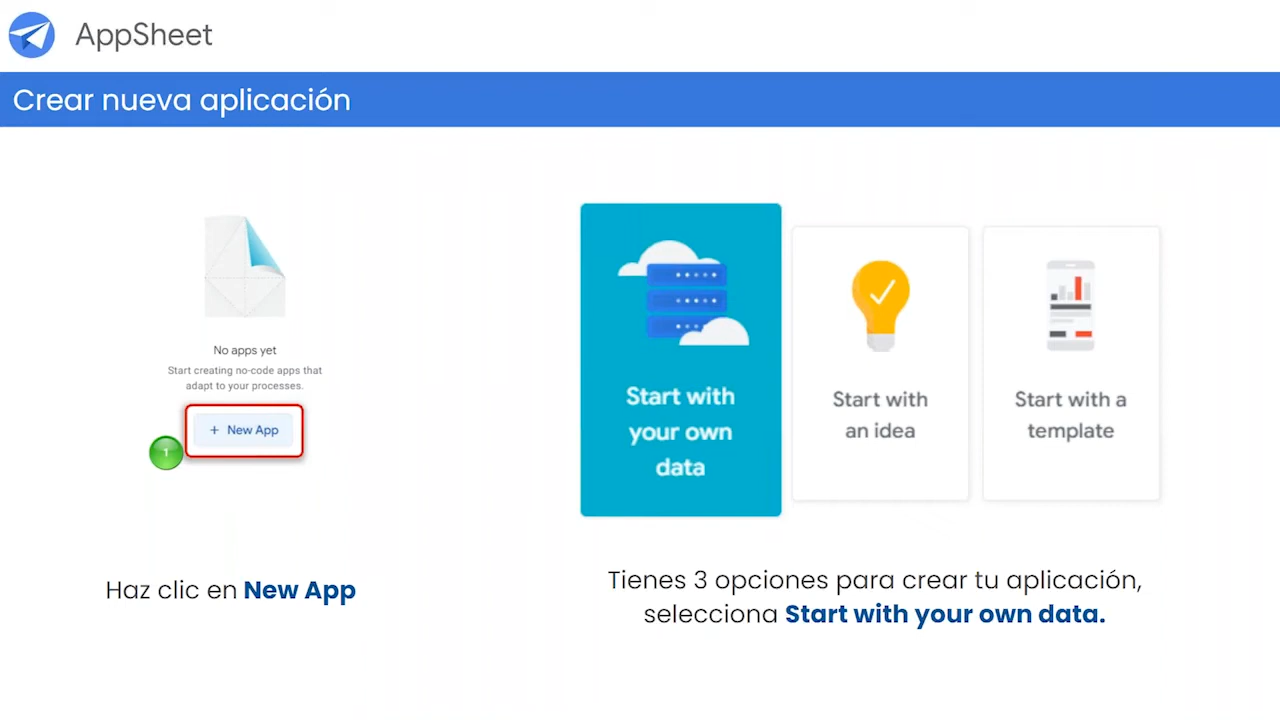 AppSheet
Crear nueva aplicación
No apps yet
Start creating no-code apps that
adapt to your processes.
+ New App
1
Haz clic en New App
Start with
your own
data
Start with
an idea
Start with a
template
Tienes 3 opciones para crear tu aplicación,
selecciona Start with your own data.